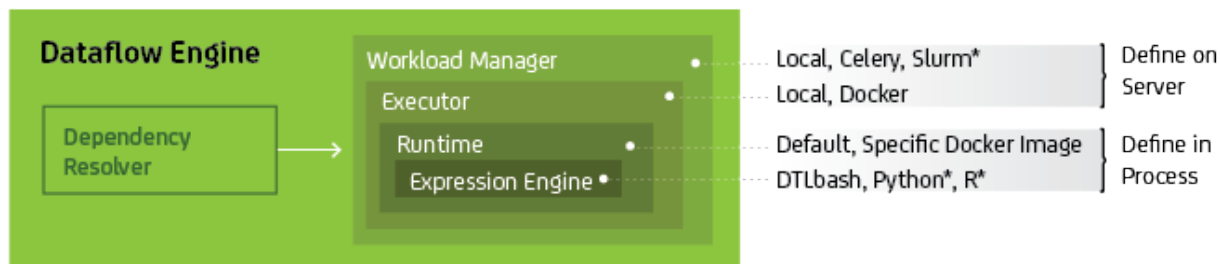 Dataflow Engine
Dependency
Resolver
Workload Manager
Executor
Runtime
Expression Engine
Local, Celery, Slurm*
Local, Docker
Define on
Server
Default, Specific Docker Image
DTLbash, Python*, R*
Define in
Process